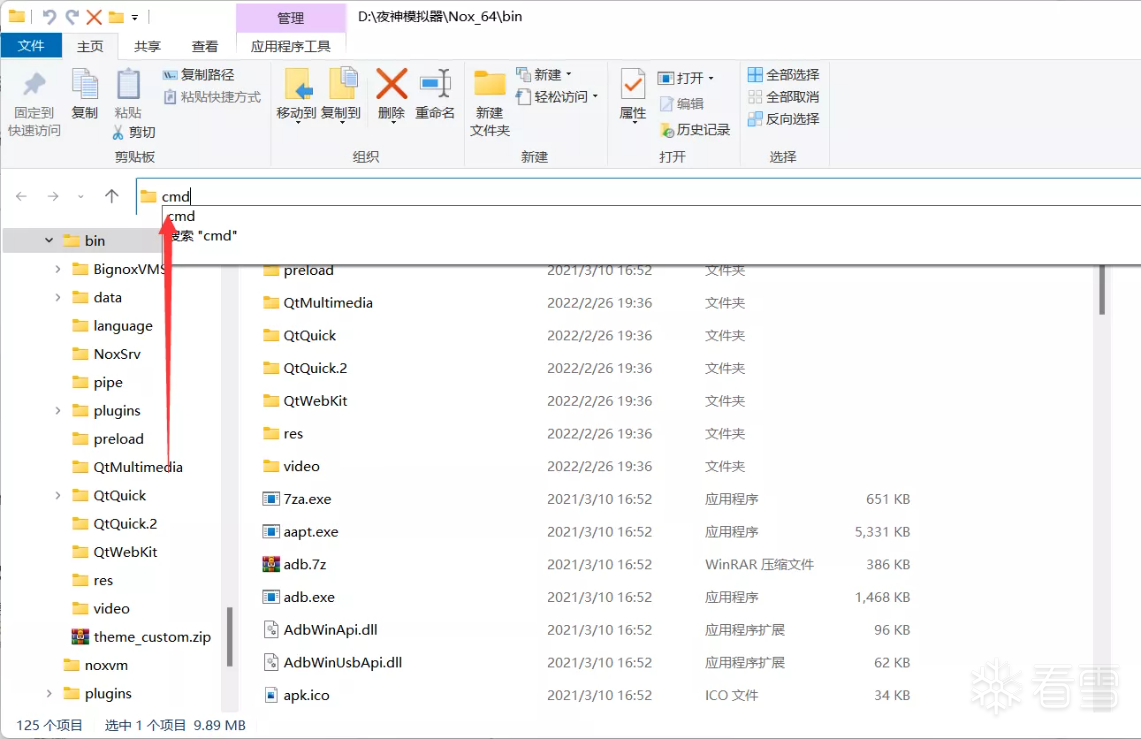 管理
D:\夜神模拟器\Nox_64\bin
文件
主页
共享
查看
应用程序工具
固定到
快速访问
复制
粘贴
复制路径
粘贴快捷方式
剪切
剪贴板
移动到
复制到
删除
重命名
组织
新建
文件夹
新建
轻松访问
新建
属性
打开
编辑
历史记录
打开
全部选择
全部取消
反向选择
选择
cmd
cmd
搜索 "cmd"
bin
BignoxVMS
data
language
NoxSrv
pipe
plugins
preload
QtMultimedia
QtQuick
QtQuick.2
QtWebKit
res
video
theme_custom.zip
noxvm
plugins
preload 2021/3/10 16:52 文件夹
QtMultimedia 2022/2/26 19:36 文件夹
QtQuick 2022/2/26 19:36 文件夹
QtQuick.2 2022/2/26 19:36 文件夹
QtWebKit 2022/2/26 19:36 文件夹
res 2022/2/26 19:36 文件夹
video 2022/2/26 19:36 文件夹
7za.exe 2021/3/10 16:52 应用程序 651 KB
aapt.exe 2021/3/10 16:52 应用程序 5,331 KB
adb.7z 2021/3/10 16:52 WinRAR 压缩文件 386 KB
adb.exe 2021/3/10 16:52 应用程序 1,468 KB
AdbWinApi.dll 2021/3/10 16:52 应用程序扩展 96 KB
AdbWinUsbApi.dll 2021/3/10 16:52 应用程序扩展 62 KB
apk.ico 2021/3/10 16:52 ICO 文件 34 KB
125 个项目 选中 1 个项目 9.89 MB
看雪